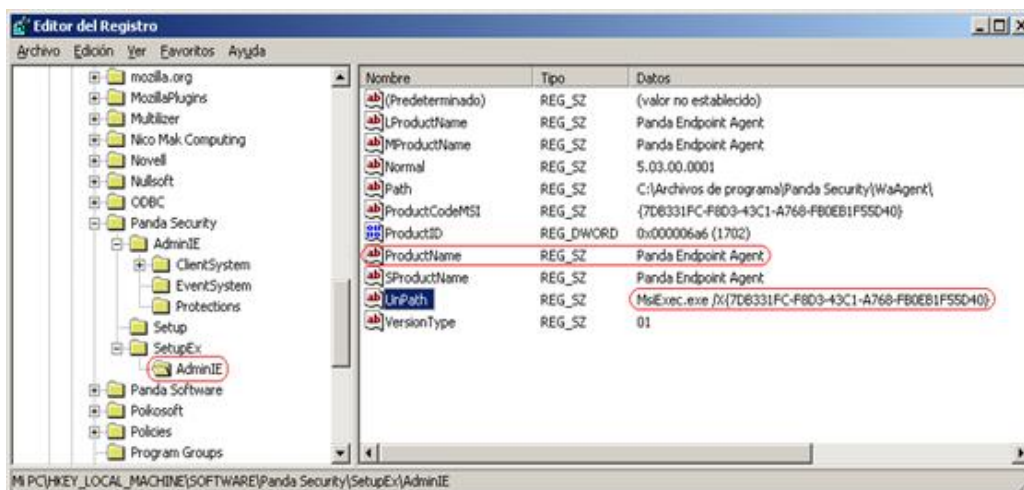 Editor del Registro
Archivo Edición Ver Favoritos Ayuda
mozilla.org
MozillaPlugins
Multilizer
Nico Mak Computing
Novell
Nullsoft
ODBC
Panda Security
AdminIE
ClientSystem
EventSystem
Protections
Setup
SetupEx
AdminIE
Panda Software
Poikosoft
Policies
Program Groups
Nombre Tipo Datos
(Predeterminado) REG_SZ (valor no establecido)
LProductName REG_SZ Panda Endpoint Agent
MProductName REG_SZ Panda Endpoint Agent
Normal REG_SZ 5.03.00.0001
Path REG_SZ C:\Archivos de programa\Panda Security\WaAgent\
ProductCodeMSI REG_SZ {7DB331FC-F8D3-43C1-A768-FB0EB1F55D40}
ProductID REG_DWORD 0x000006a6 (1702)
ProductName REG_SZ Panda Endpoint Agent
SProductName REG_SZ Panda Endpoint Agent
UnPath REG_SZ MsiExec.exe /X{7DB331FC-F8D3-43C1-A768-FB0EB1F55D40}
VersionType REG_SZ 01
Mi PC\HKEY_LOCAL_MACHINE\SOFTWARE\Panda Security\SetupEx\AdminIE